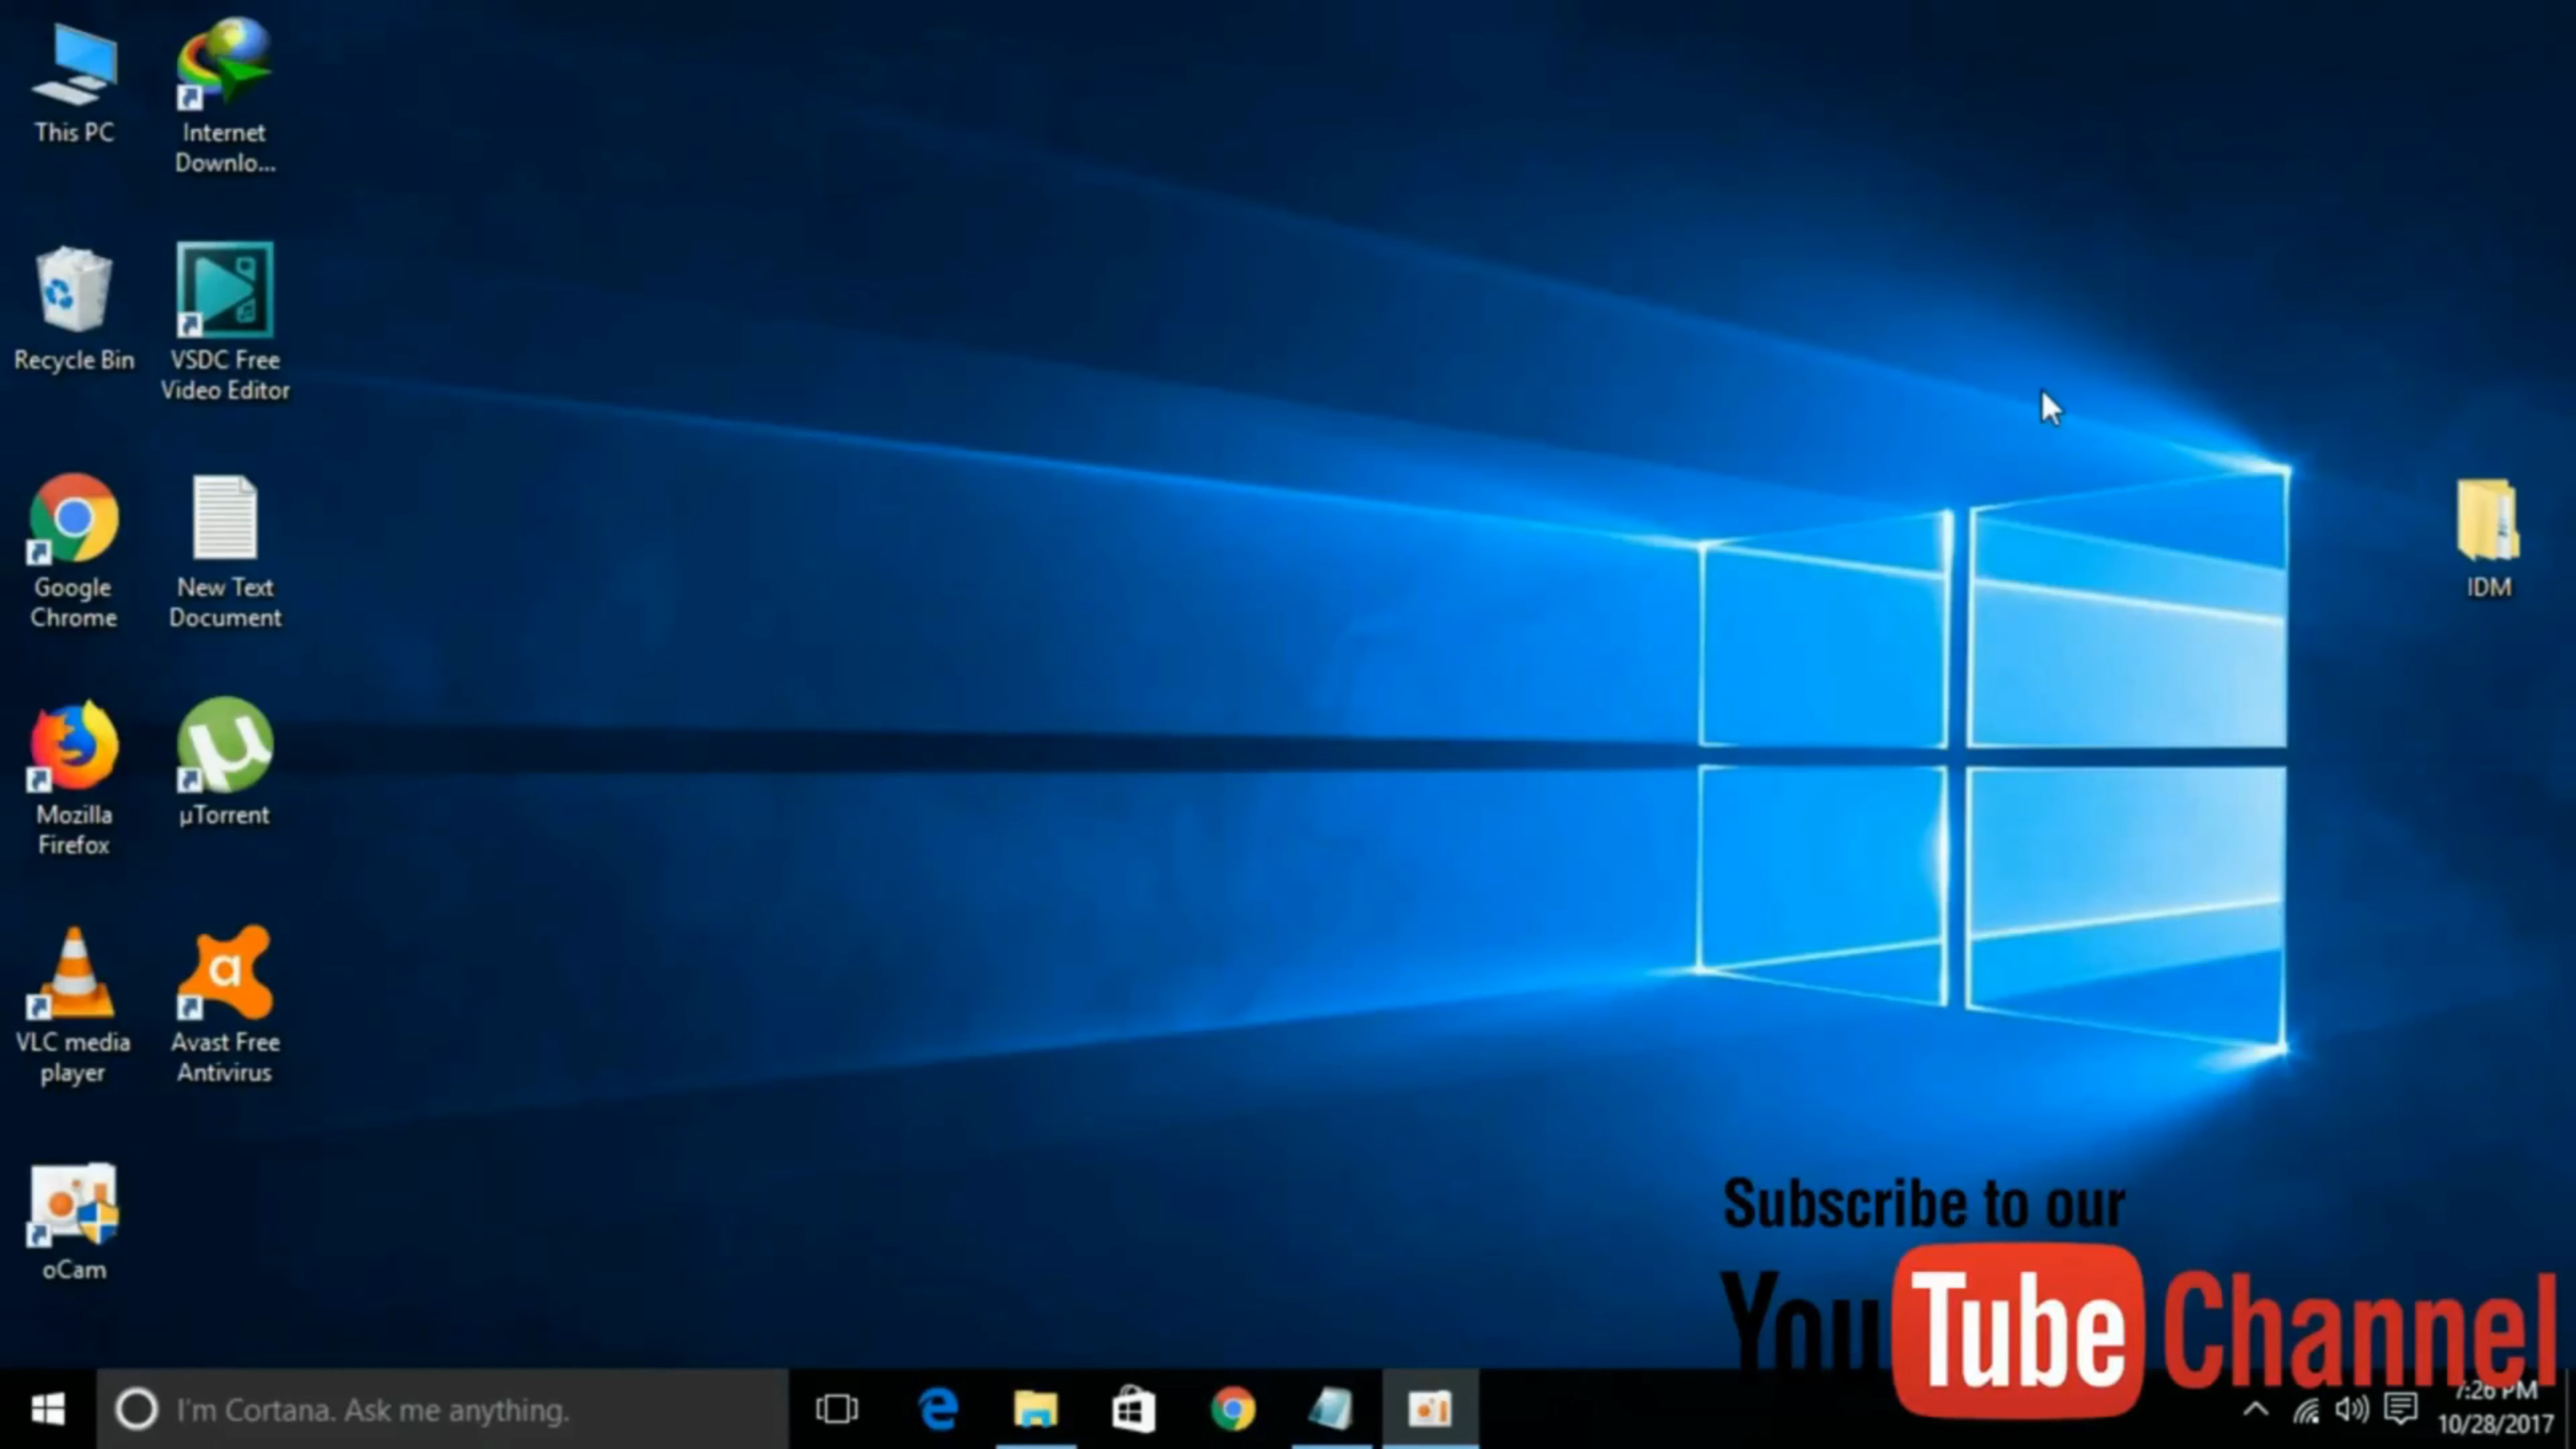 This PC
Internet
Downlo...
Recycle Bin
VSDC Free
Video Editor
Google
Chrome
New Text
Document
IDM
Mozilla
Firefox
µTorrent
VLC media
player
Avast Free
Antivirus
oCam
Subscribe to our
YouTube Channel
I'm Cortana. Ask me anything.
7:26 PM
10/28/2017